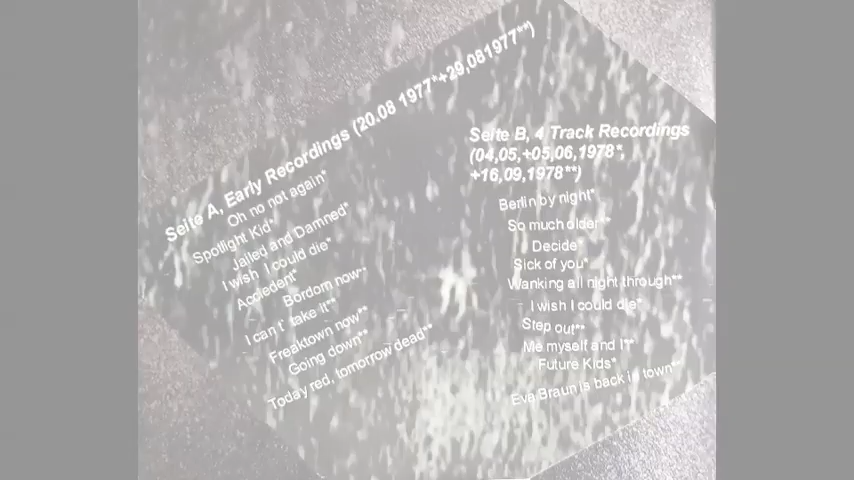 Seite A, Early Recordings (20.08 1977*+29,081977**)
Oh no not again*
Spotlight Kid*
Jailed and Damned*
I wish I could die*
Accledent*
Bordom now**
I can t' take it**
Freaktown now**
Going down**
Today red, tomorrow dead**
Seite B, 4 Track Recordings
(04,05,+05,06,1978*,
+16,09,1978**)
Berlin by night*
So much older**
Decide*
Sick of you*
Wanking all night through**
I wish I could die*
Step out**
Me myself and I**
Future Kids*
Eva Braun is back in town**